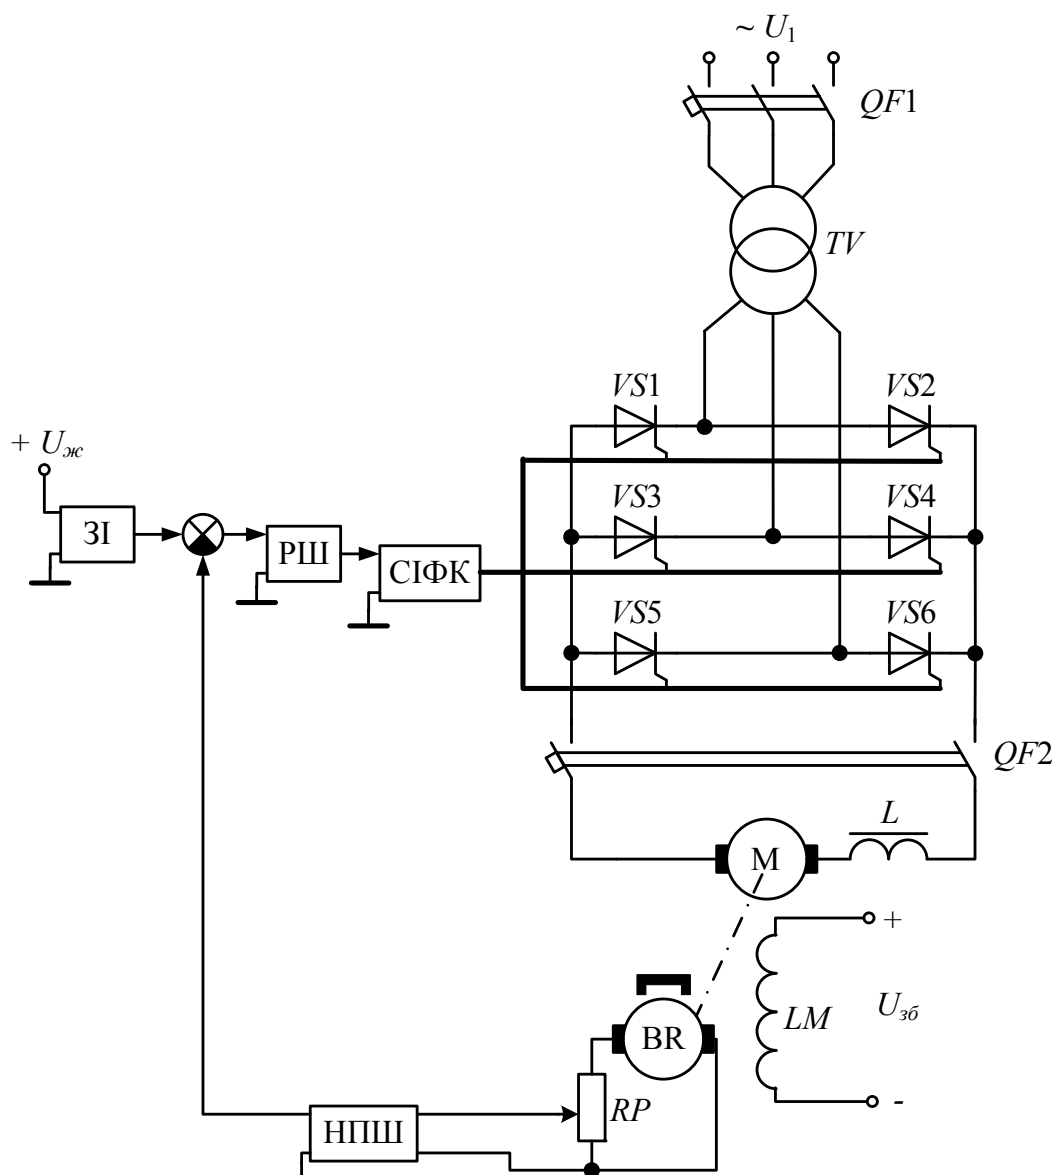 ~ U₁
QF1
TV
VS1
VS2
+ Uж
VS3
VS4
ЗІ
РШ
СІФК
VS5
VS6
QF2
L
М
+
BR
LM
Uзб
RP
-
НПШ